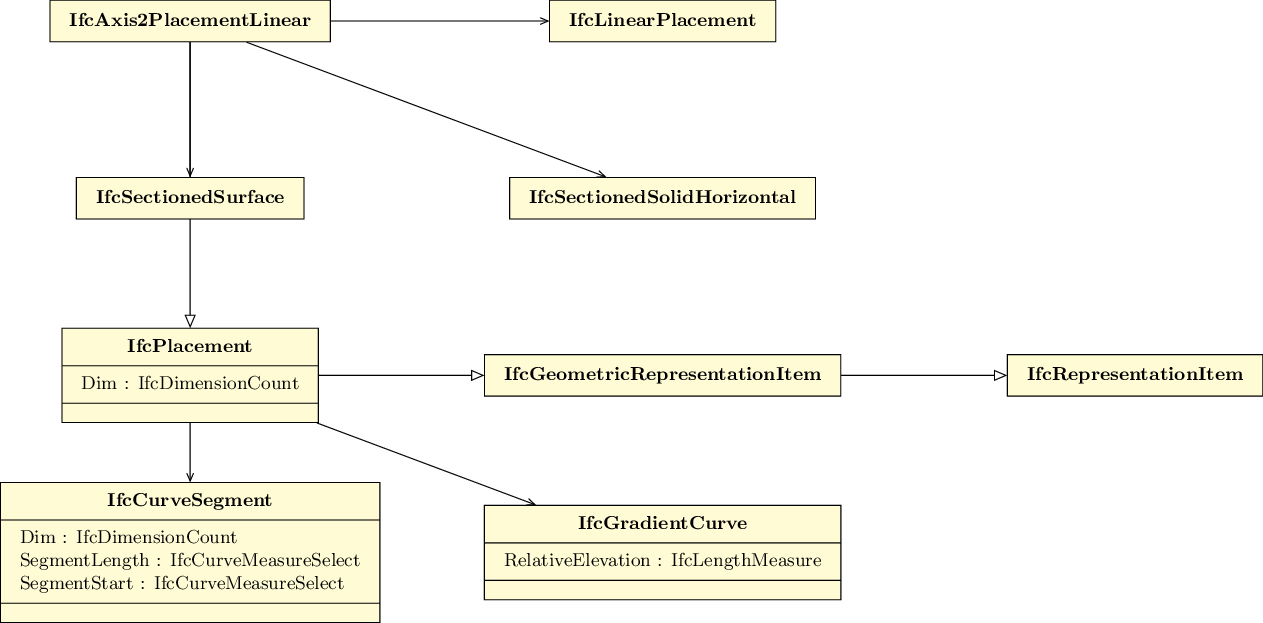 IfcAxis2PlacementLinear
IfcLinearPlacement
IfcSectionedSurface
IfcSectionedSolidHorizontal
IfcPlacement
Dim : IfcDimensionCount
IfcGeometricRepresentationItem
IfcRepresentationItem
IfcCurveSegment
Dim : IfcDimensionCount
SegmentLength : IfcCurveMeasureSelect
SegmentStart : IfcCurveMeasureSelect
IfcGradientCurve
RelativeElevation : IfcLengthMeasure